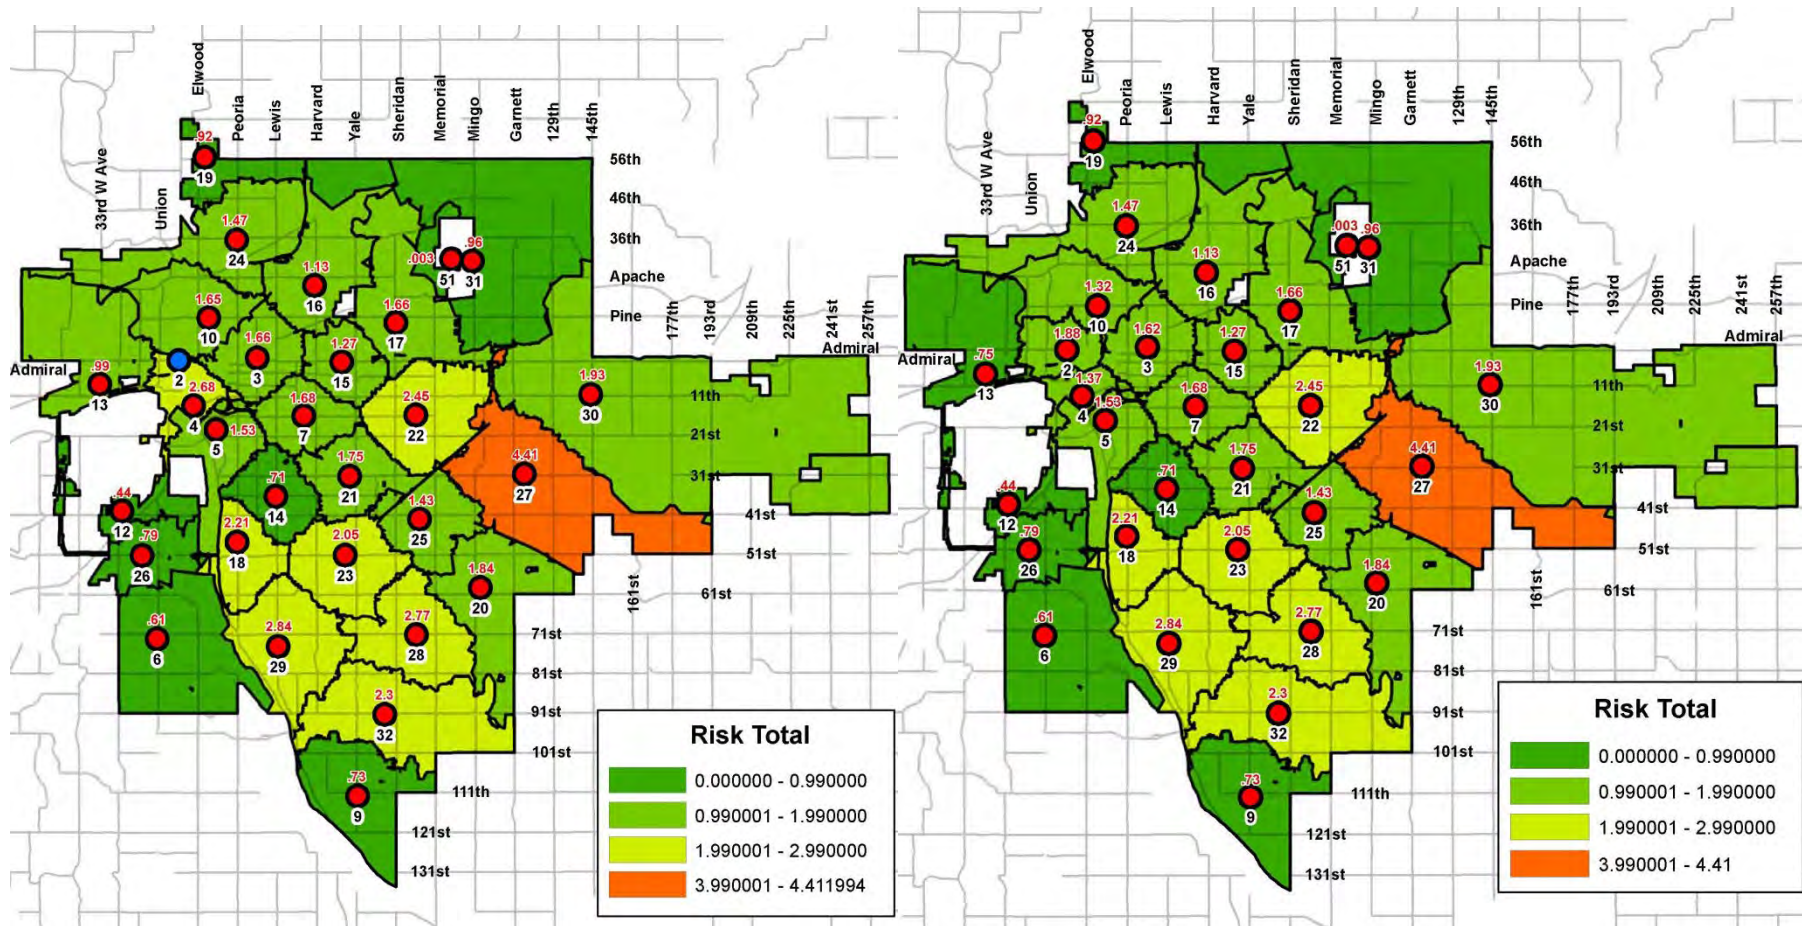 Elwood
Peoria
Lewis
Harvard
Yale
Sheridan
Memorial
Mingo
Garnett
129th
145th
33rd W Ave
Union
56th
46th
36th
Apache
Pine
177th
193rd
209th
225th
241st
257th
Admiral
Admiral
11th
21st
31st
41st
51st
161st
61st
71st
81st
91st
101st
111th
121st
131st
.92
19
1.47
24
1.13
16
.003
51
.96
31
1.65
10
1.66
17
1.66
3
1.27
15
2
.99
13
2.68
4
1.53
5
1.68
7
2.45
22
1.93
30
4.41
27
1.75
21
.71
14
.44
12
1.43
25
2.21
18
2.05
23
.79
26
1.84
20
.61
6
2.84
29
2.77
28
2.3
32
.73
9
Risk Total
0.000000 - 0.990000
0.990001 - 1.990000
1.990001 - 2.990000
3.990001 - 4.411994
Elwood
Peoria
Lewis
Harvard
Yale
Sheridan
Memorial
Mingo
Garnett
129th
145th
33rd W Ave
Union
56th
46th
36th
Apache
Pine
177th
193rd
209th
225th
241st
257th
Admiral
Admiral
11th
21st
31st
41st
51st
161st
61st
71st
81st
91st
101st
111th
121st
131st
.92
19
1.47
24
1.13
16
.003
51
.96
31
1.32
10
1.66
17
1.88
2
1.62
3
1.27
15
.75
13
1.37
4
1.53
5
1.68
7
2.45
22
1.93
30
4.41
27
1.75
21
.71
14
.44
12
1.43
25
2.21
18
2.05
23
.79
26
1.84
20
.61
6
2.84
29
2.77
28
2.3
32
.73
9
Risk Total
0.000000 - 0.990000
0.990001 - 1.990000
1.990001 - 2.990000
3.990001 - 4.41